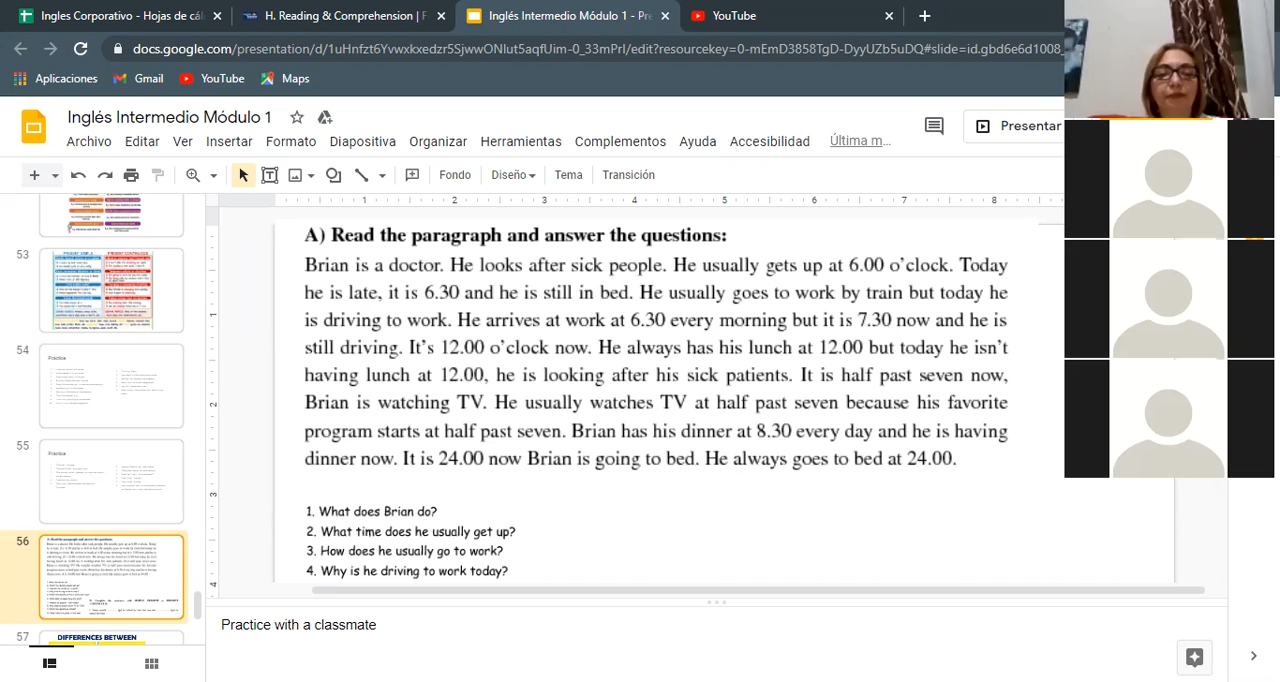 Ingles Corporativo - Hojas de cál
H. Reading & Comprehension | F
Inglés Intermedio Módulo 1 - Pre
YouTube
docs.google.com/presentation/d/1uHnfzt6Yvwxkxedzr5SjwwONlut5aqfUim-0_33mPrI/edit?resourcekey=0-mEmD3858TgD-DyyUZb5uDQ#slide=id.gbd6e6d1008_
Aplicaciones Gmail YouTube Maps
Inglés Intermedio Módulo 1
Archivo Editar Ver Insertar Formato Diapositiva Organizar Herramientas Complementos Ayuda Accesibilidad Última m...
Presentar
Fondo Diseño Tema Transición
2 4 5 6 7 8
A) Read the paragraph and answer the questions:
Brian is a doctor. He looks after sick people. He usually gets up at 6.00 o'clock. Today
he is late. It is 6.30 and he is still in bed. He usually goes to work by train but today he
is driving to work. He arrives at work at 6.30 every morning but it is 7.30 now and he is
still driving. It's 12.00 o'clock now. He always has his lunch at 12.00 but today he isn't
having lunch at 12.00, he is looking after his sick patients. It is half past seven now,
Brian is watching TV. He usually watches TV at half past seven because his favorite
program starts at half past seven. Brian has his dinner at 8.30 every day and he is having
dinner now. It is 24.00 now Brian is going to bed. He always goes to bed at 24.00.
1. What does Brian do?
2. What time does he usually get up?
3. How does he usually go to work?
4. Why is he driving to work
53
PRESENT SIMPLE PRESENT CONTINUOUS
54
Práctica
55
Práctica
56
57
DIFFERENCES BETWEEN
Practice with a classmate